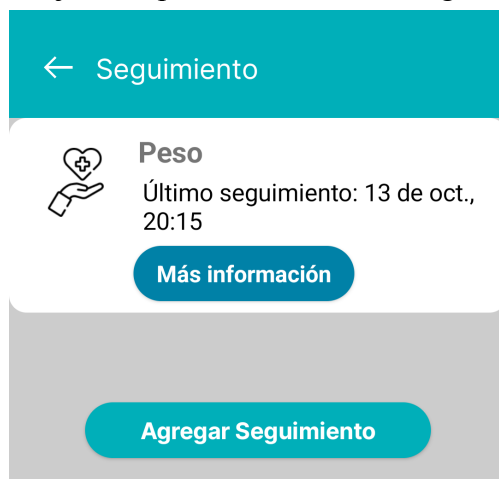 Seguimiento
Peso
Último seguimiento: 13 de oct.,
20:15
Más información
Agregar Seguimiento